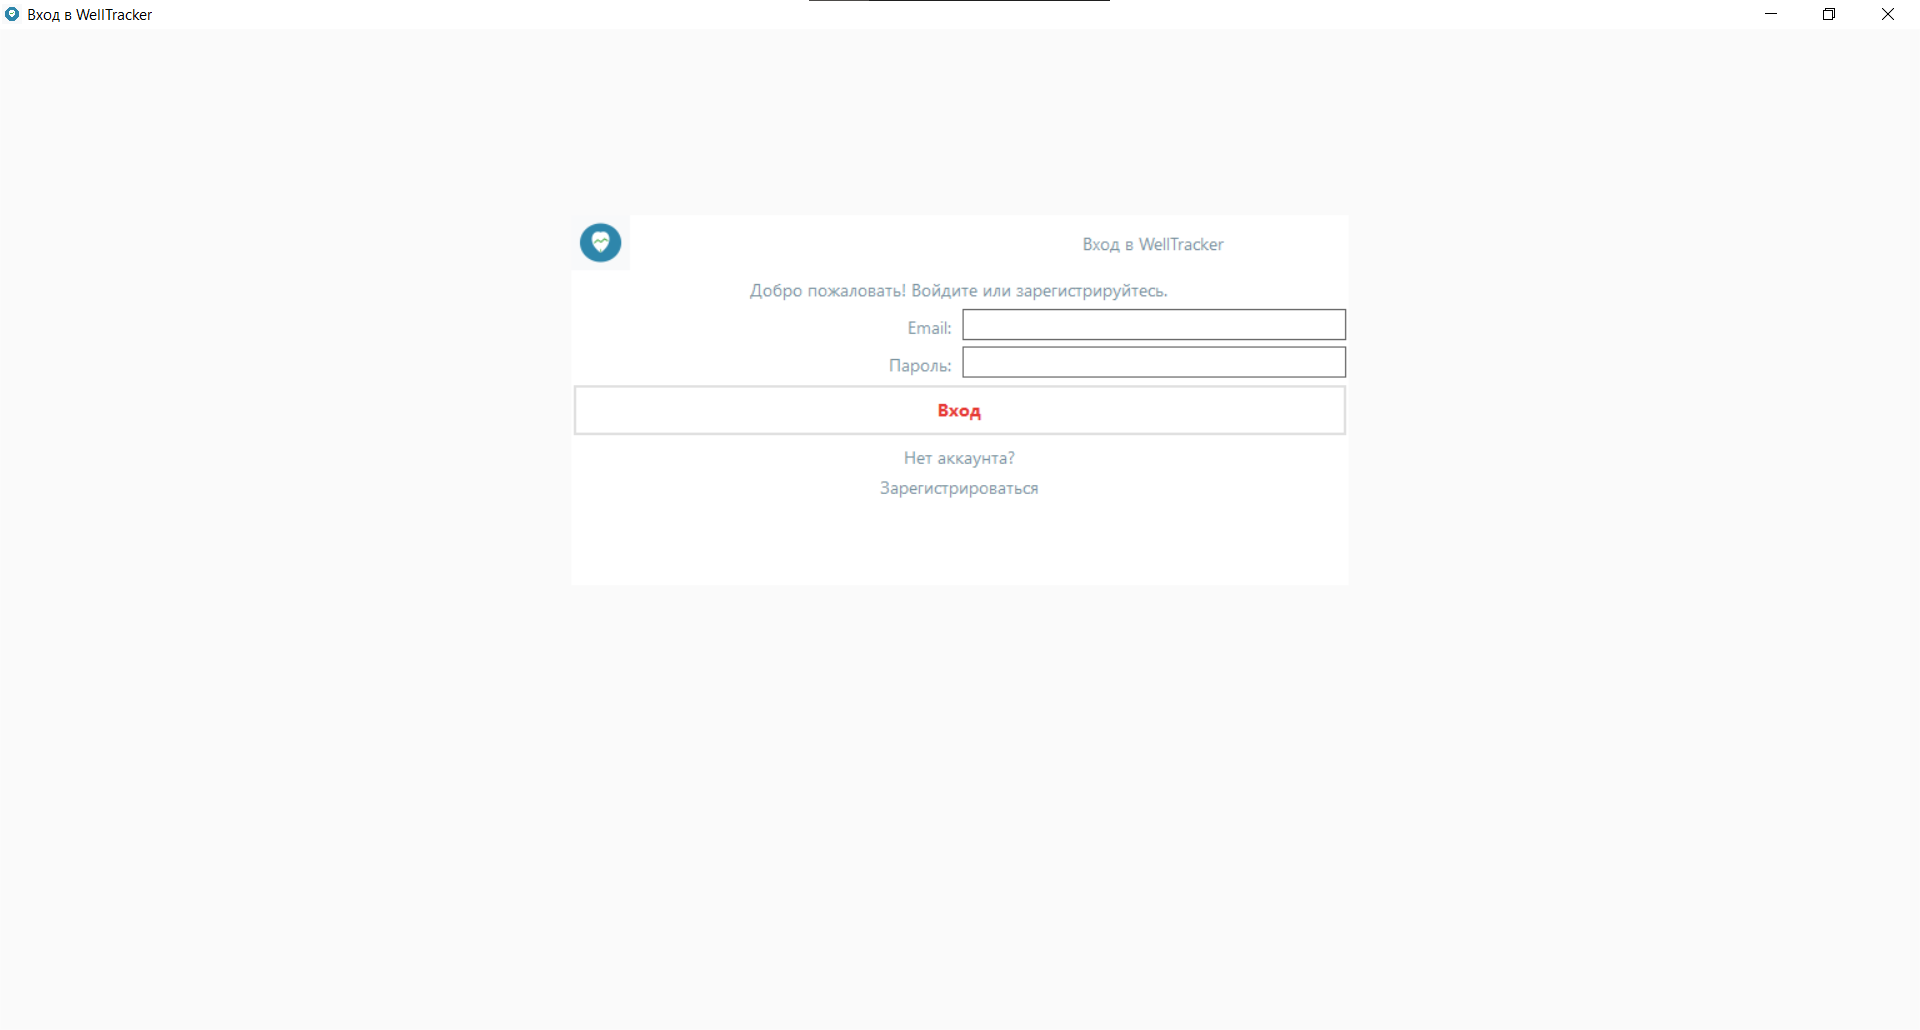 Вход в WellTracker
Вход в WellTracker
Добро пожаловать! Войдите или зарегистрируйтесь.
Email:
Пароль:
Вход
Нет аккаунта?
Зарегистрироваться